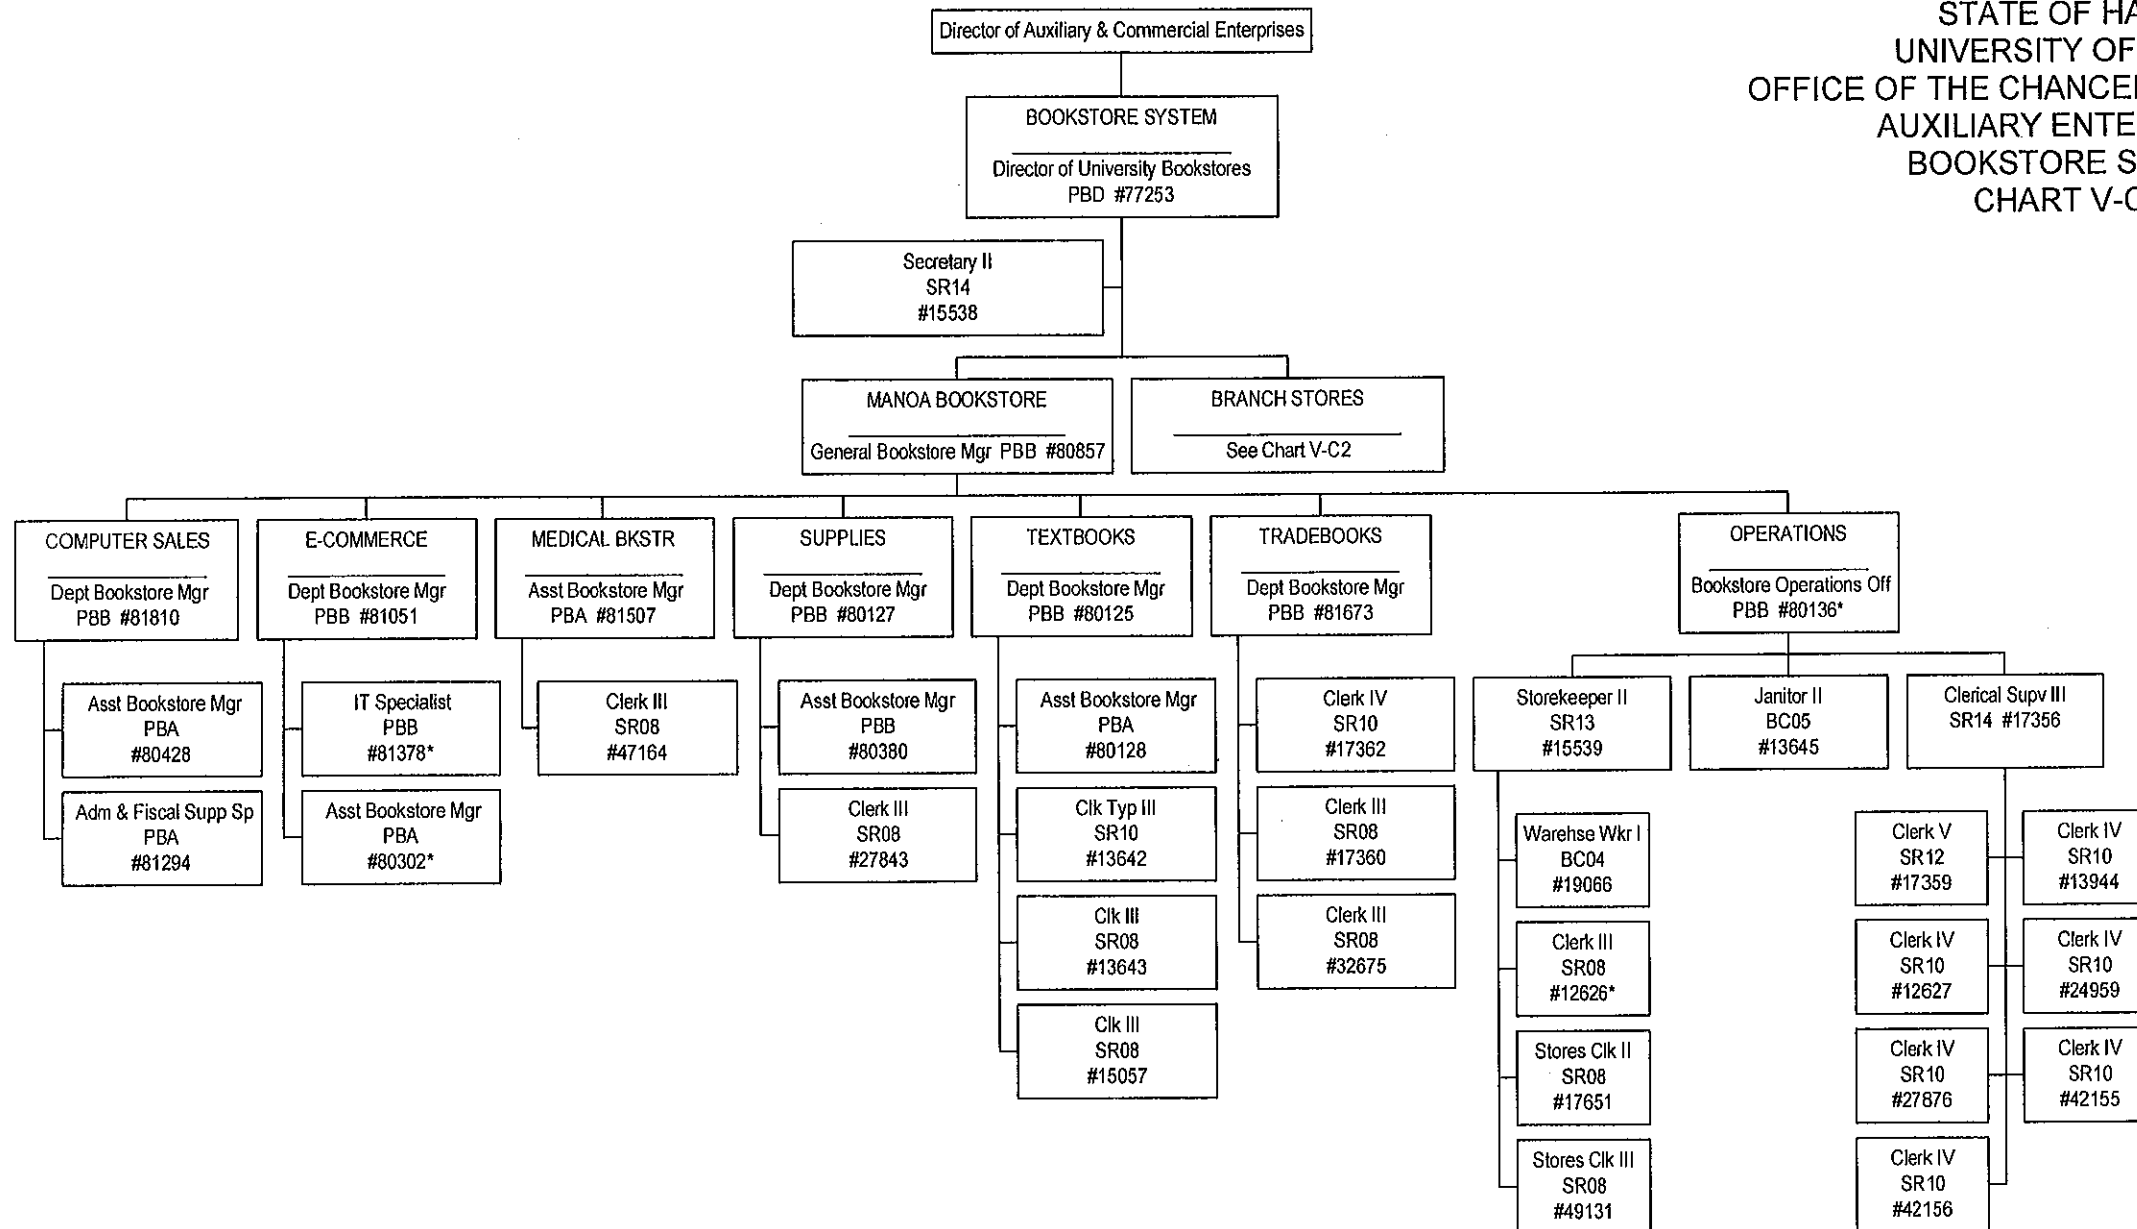 STATE OF HA
UNIVERSITY OF
OFFICE OF THE CHANCE
AUXILIARY ENTE
BOOKSTORE S
CHART V-C
Director of Auxiliary & Commercial Enterprises
BOOKSTORE SYSTEM
Director of University Bookstores
PBD #77253
Secretary II
SR14
#15538
MANOA BOOKSTORE
General Bookstore Mgr PBB #80857
BRANCH STORES
See Chart V-C2
COMPUTER SALES
Dept Bookstore Mgr
PBB #81810
Asst Bookstore Mgr
PBA
#80428
Adm & Fiscal Supp Sp
PBA
#81294
E-COMMERCE
Dept Bookstore Mgr
PBB #81051
IT Specialist
PBB
#81378*
Asst Bookstore Mgr
PBA
#80302*
MEDICAL BKSTR
Asst Bookstore Mgr
PBA #81507
Clerk III
SR08
#47164
SUPPLIES
Dept Bookstore Mgr
PBB #80127
Asst Bookstore Mgr
PBB
#80380
Clerk III
SR08
#27843
TEXTBOOKS
Dept Bookstore Mgr
PBB #80125
Asst Bookstore Mgr
PBA
#80128
Clk Typ III
SR10
#13642
Clk III
SR08
#13643
Clk III
SR08
#15057
TRADEBOOKS
Dept Bookstore Mgr
PBB #81673
Clerk IV
SR10
#17362
Clerk III
SR08
#17360
Clerk III
SR08
#32675
OPERATIONS
Bookstore Operations Off
PBB #80136*
Storekeeper II
SR13
#15539
Warehse Wkr I
BC04
#19066
Clerk III
SR08
#12626*
Stores Clk II
SR08
#17651
Stores Clk III
SR08
#49131
Janitor II
BC05
#13645
Clerical Supv III
SR14 #17356
Clerk V
SR12
#17359
Clerk IV
SR10
#13944
Clerk IV
SR10
#12627
Clerk IV
SR10
#24959
Clerk IV
SR10
#27876
Clerk IV
SR10
#42155
Clerk IV
SR10
#42156